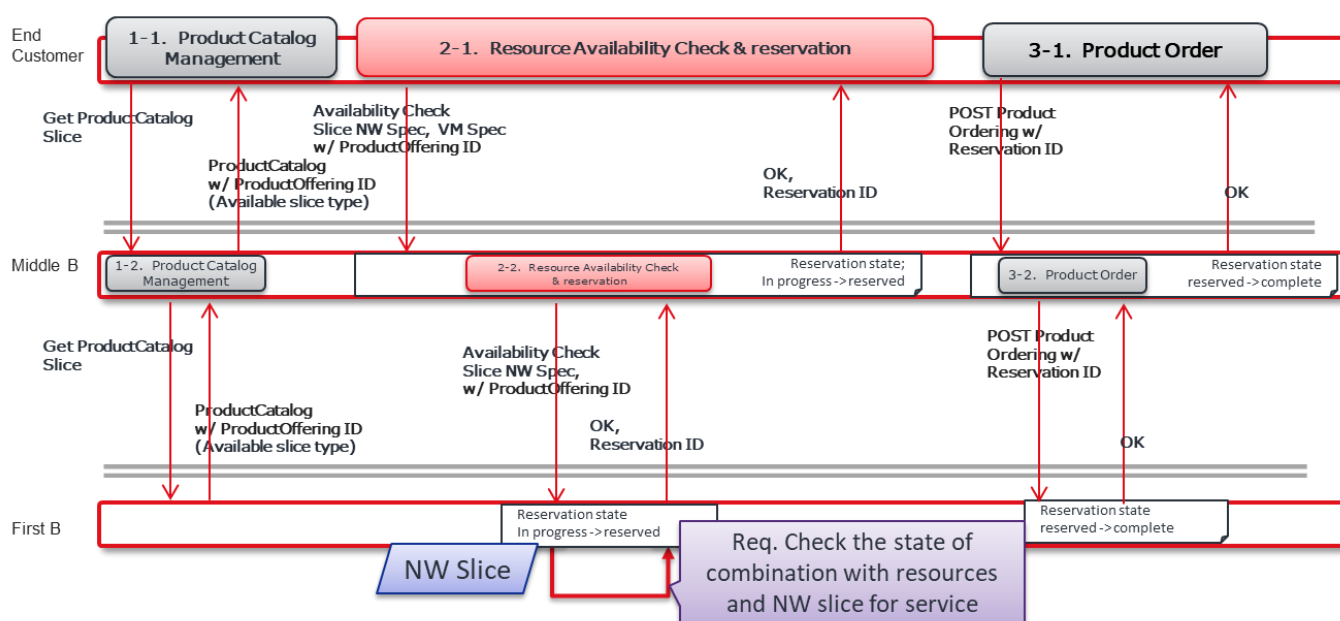 End
Customer
1-1. Product Catalog
Management
2-1. Resource Availability Check & reservation
3-1. Product Order
Get ProductCatalog
Slice
ProductCatalog
w/ ProductOffering ID
(Available slice type)
Availability Check
Slice NW Spec, VM Spec
w/ ProductOffering ID
OK,
Reservation ID
POST Product
Ordering w/
Reservation ID
OK
Middle B
1-2. Product Catalog
Management
2-2. Resource Availability Check
& reservation
Reservation state;
In progress->reserved
3-2. Product Order
Reservation state
reserved->complete
Get ProductCatalog
Slice
ProductCatalog
w/ ProductOffering ID
(Available slice type)
Availability Check
Slice NW Spec,
w/ ProductOffering ID
OK,
Reservation ID
POST Product
Ordering w/
Reservation ID
OK
First B
Reservation state
In progress->reserved
Reservation state
reserved->complete
NW Slice
Req. Check the state of
combination with resources
and NW slice for service